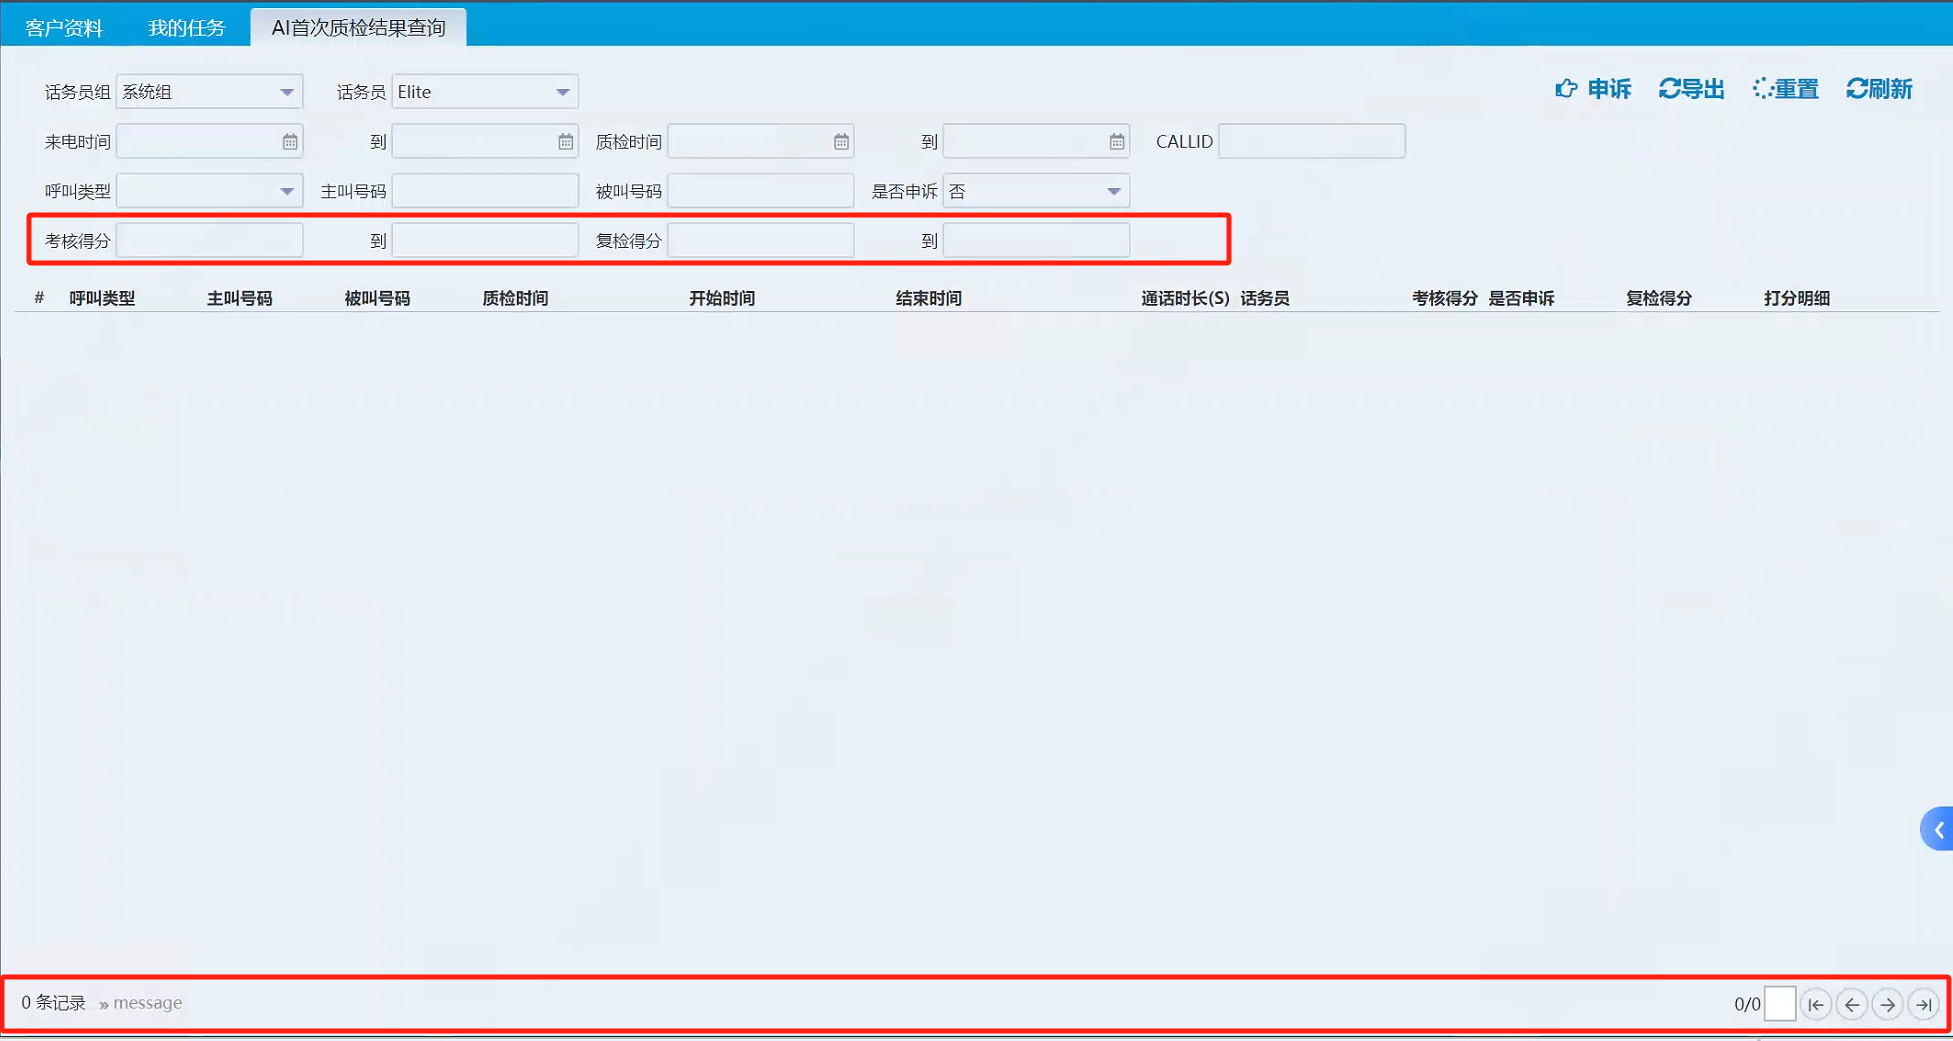 客户资料 我的任务 AI首次质检结果查询
申诉 导出 重置 刷新
话务员组 系统组 话务员 Elite
来电时间 到 质检时间 到 CALLID
呼叫类型 主叫号码 被叫号码 是否申诉 否
考核得分 到 复检得分 到
# 呼叫类型 主叫号码 被叫号码 质检时间 开始时间 结束时间 通话时长(S) 话务员 考核得分 是否申诉 复检得分 打分明细
0 条记录 » message 0/0